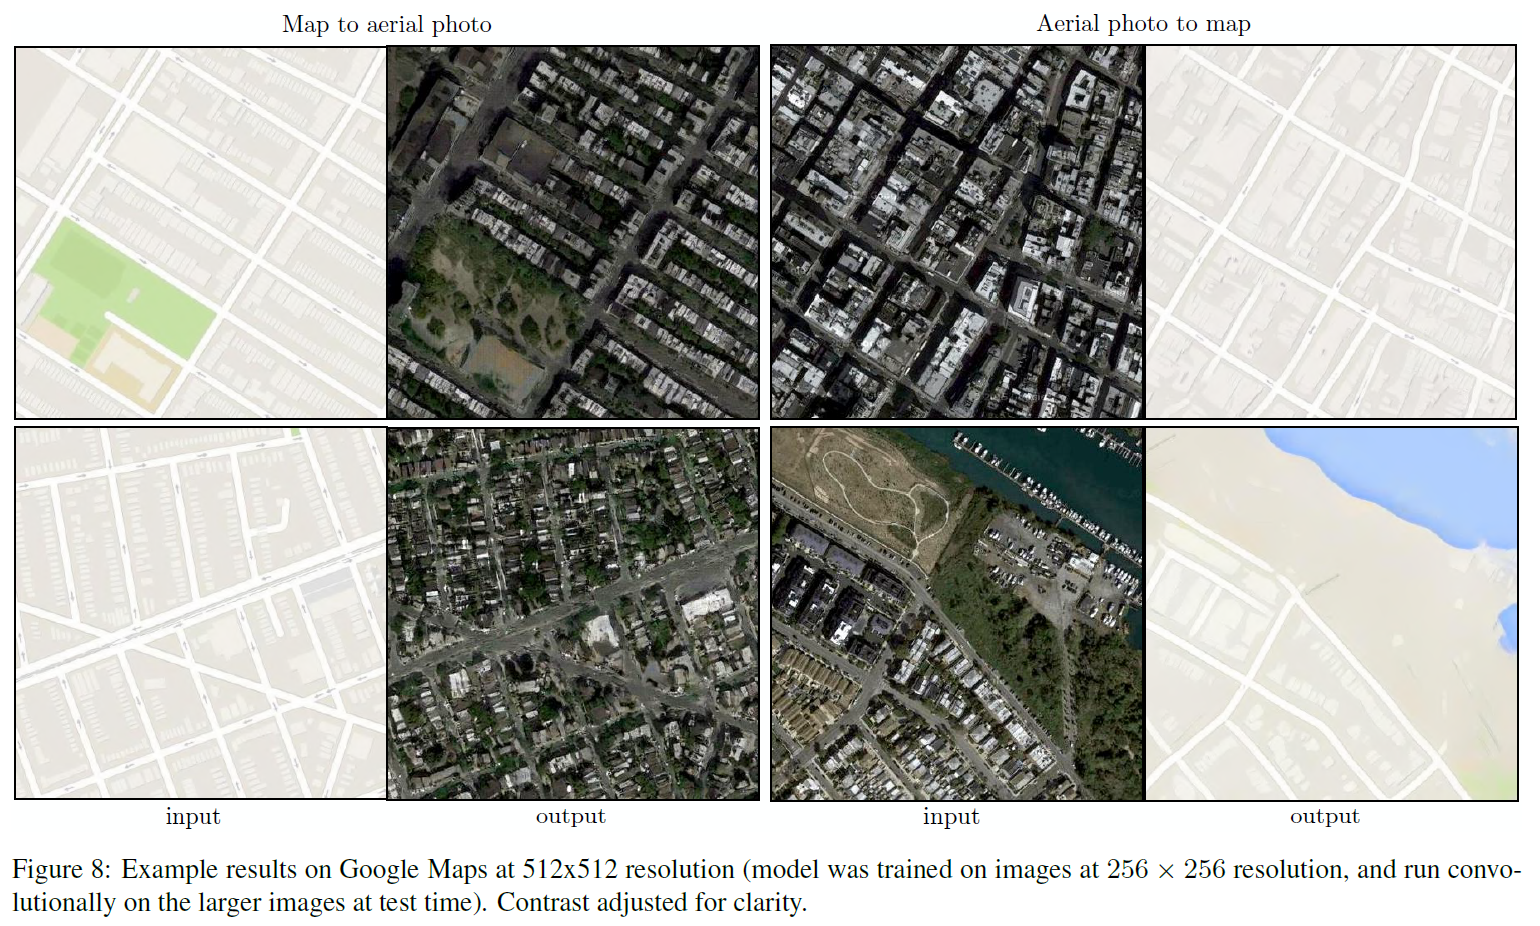 Map to aerial photo
Aerial photo to map
input
output
input
output
Figure 8: Example results on Google Maps at 512x512 resolution (model was trained on images at 256 × 256 resolution, and run convo-
lutionally on the larger images at test time). Contrast adjusted for clarity.